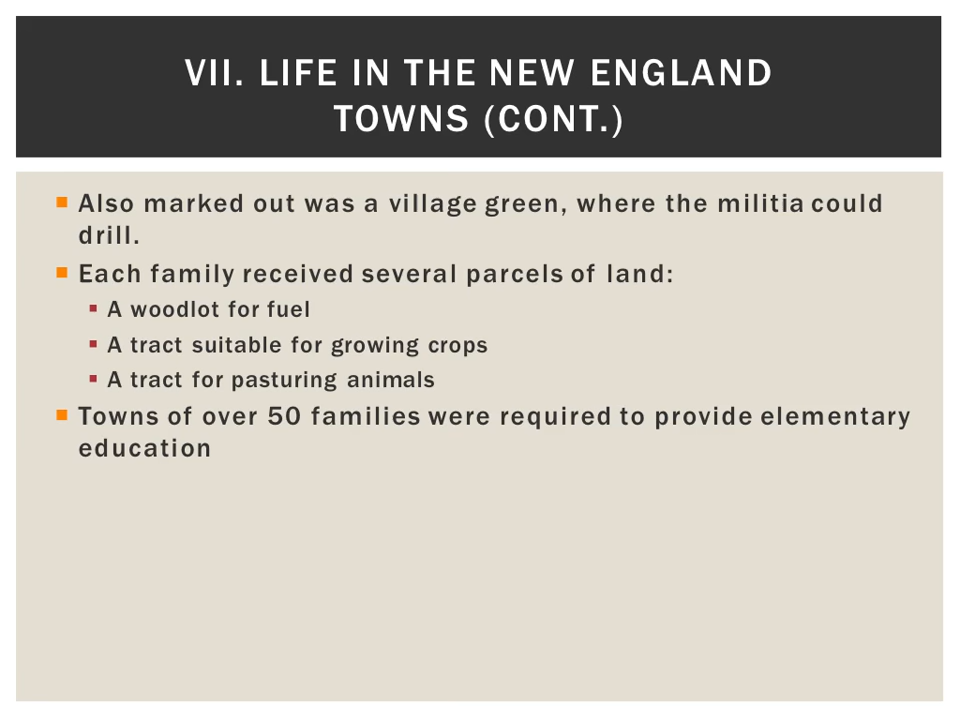 VII. LIFE IN THE NEW ENGLAND
TOWNS (CONT.)
Also marked out was a village green, where the militia could
drill.
Each family received several parcels of land:
A woodlot for fuel
A tract suitable for growing crops
A tract for pasturing animals
Towns of over 50 families were required to provide elementary
education